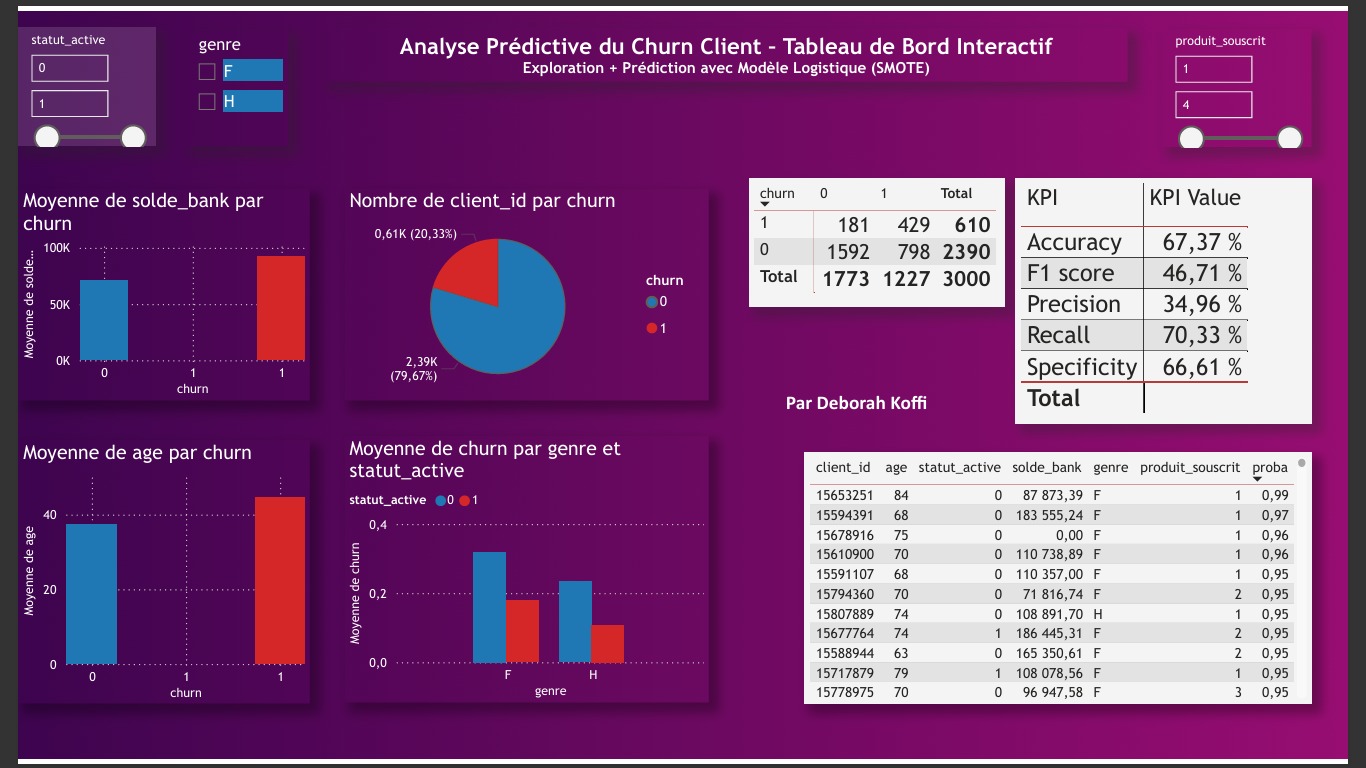 statut_active
0
1
genre
F
H
Analyse Prédictive du Churn Client – Tableau de Bord Interactif
Exploration + Prédiction avec Modèle Logistique (SMOTE)
produit_souscrit
1
4
Moyenne de solde_bank par
churn
Moyenne de solde...
100K
50K
0K
0 1 1
churn
Nombre de client_id par churn
0,61K (20,33%)
2,39K
(79,67%)
churn
0
1
churn 0 1 Total
1 181 429 610
0 1592 798 2390
Total 1773 1227 3000
KPI KPI Value
Accuracy 67,37 %
F1 score 46,71 %
Precision 34,96 %
Recall 70,33 %
Specificity 66,61 %
Total
Par Deborah Koffi
Moyenne de age par churn
Moyenne de age
40
20
0
0 1 1
churn
Moyenne de churn par genre et
statut_active
statut_active 0 1
Moyenne de churn
0,4
0,2
0,0
F H
genre
client_id age statut_active solde_bank genre produit_souscrit proba
15653251 84 0 87 873,39 F 1 0,99
15594391 68 0 183 555,24 F 1 0,97
15678916 75 0 0,00 F 1 0,96
15610900 70 0 110 738,89 F 1 0,96
15591107 68 0 110 357,00 F 1 0,95
15794360 70 0 71 816,74 F 2 0,95
15807889 74 0 108 891,70 H 1 0,95
15677764 74 1 186 445,31 F 2 0,95
15588944 63 0 165 350,61 F 2 0,95
15717879 79 1 108 078,56 F 1 0,95
15778975 70 0 96 947,58 F 3 0,95